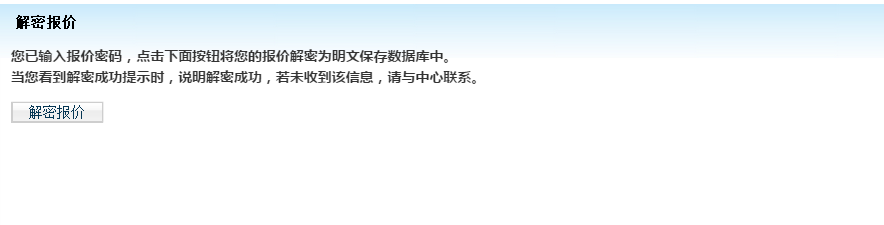 解密报价
您已输入报价密码，点击下面按钮将您的报价解密为明文保存数据库中。
当您看到解密成功提示时，说明解密成功，若未收到该信息，请与中心联系。
解密报价